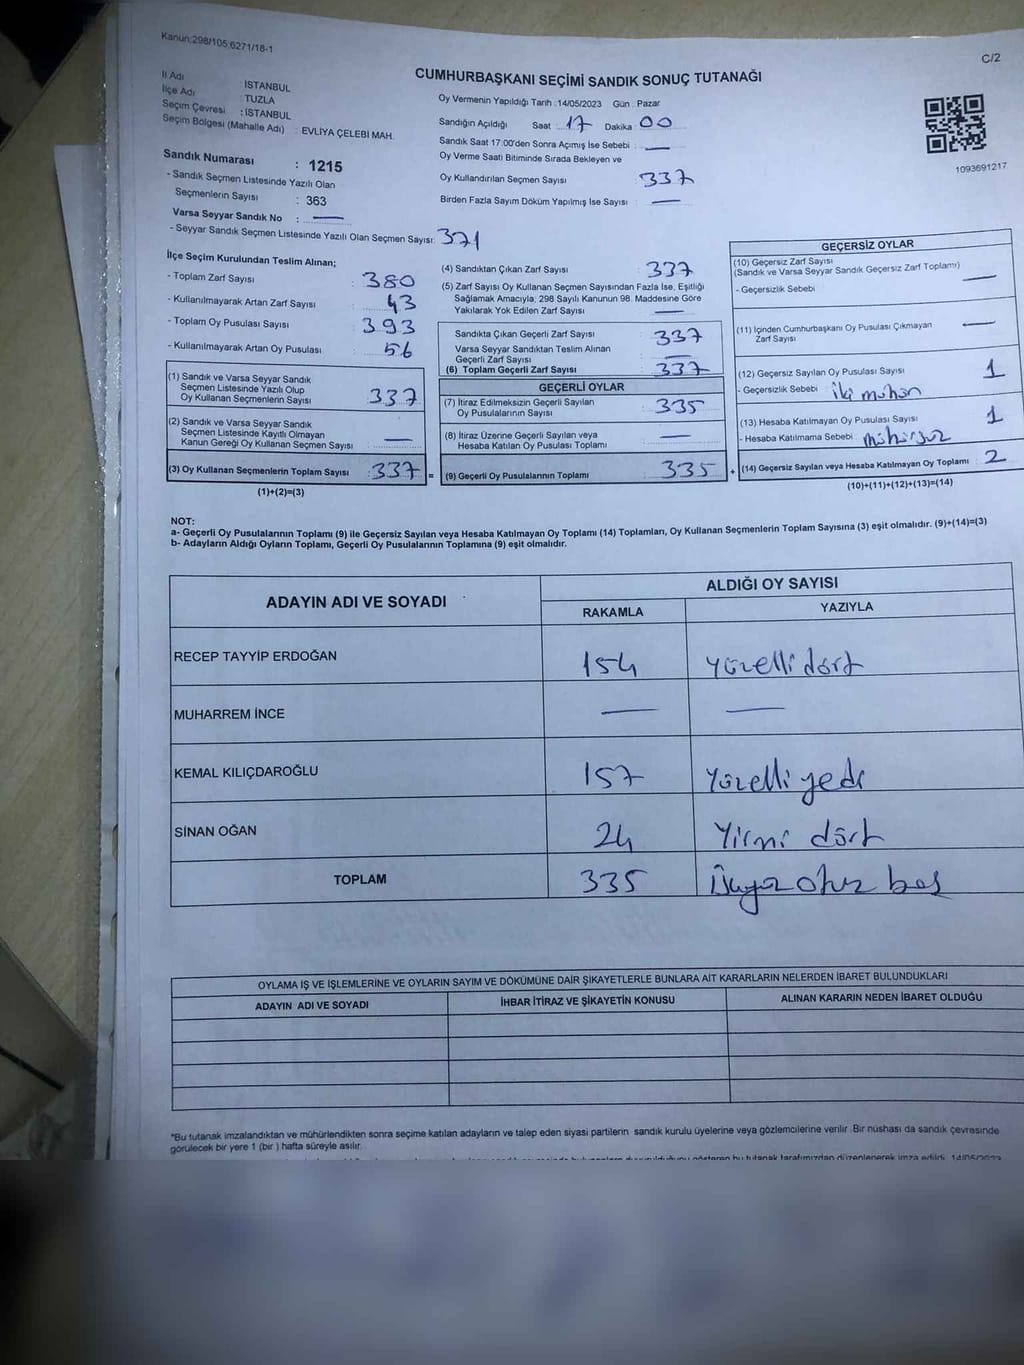 Kanun:298/105,6271/18-1
C/2
CUMHURBAŞKANI SEÇİMİ SANDIK SONUÇ TUTANAĞI
İl Adı : İSTANBUL
İlçe Adı : TUZLA
Seçim Çevresi : İSTANBUL
Seçim Bölgesi (Mahalle Adı) : EVLİYA ÇELEBİ MAH.
Sandık Numarası : 1215
- Sandık Seçmen Listesinde Yazılı Olan
Seçmenlerin Sayısı : 363
Varsa Seyyar Sandık No : —
- Seyyar Sandık Seçmen Listesinde Yazılı Olan Seçmen Sayısı: 371
Oy Vermenin Yapıldığı Tarih :14/05/2023 Gün : Pazar
Sandığın Açıldığı Saat : 17 Dakika 00
Sandık Saat 17:00'den Sonra Açımış İse Sebebi : —
Oy Verme Saati Bitiminde Sırada Bekleyen ve
Oy Kullandırılan Seçmen Sayısı : 337
Birden Fazla Sayım Döküm Yapılmış İse Sayısı : —
1093691217
İlçe Seçim Kurulundan Teslim Alınan;
- Toplam Zarf Sayısı : 380
- Kullanılmayarak Artan Zarf Sayısı : 43
- Toplam Oy Pusulası Sayısı : 393
- Kullanılmayarak Artan Oy Pusulası : 56
(1) Sandık ve Varsa Seyyar Sandık
Seçmen Listesinde Yazılı Olup
Oy Kullanan Seçmenlerin Sayısı : 337
(2) Sandık ve Varsa Seyyar Sandık
Seçmen Listesinde Kayıtlı Olmayan
Kanun Gereği Oy Kullanan Seçmen Sayısı : —
(3) Oy Kullanan Seçmenlerin Toplam Sayısı : 337 =
(1)+(2)=(3)
(4) Sandıktan Çıkan Zarf Sayısı : 337
(5) Zarf Sayısı Oy Kullanan Seçmen Sayısından Fazla İse, Eşitliği
Sağlamak Amacıyla, 298 Sayılı Kanunun 98. Maddesine Göre
Yakılarak Yok Edilen Zarf Sayısı : —
Sandıkta Çıkan Geçerli Zarf Sayısı : 337
Varsa Seyyar Sandıktan Teslim Alınan
Geçerli Zarf Sayısı : —
(6) Toplam Geçerli Zarf Sayısı : 337
GEÇERLİ OYLAR
(7) İtiraz Edilmeksizin Geçerli Sayılan
Oy Pusulalarının Sayısı : 335
(8) İtiraz Üzerine Geçerli Sayılan veya
Hesaba Katılan Oy Pusulası Toplamı : —
(9) Geçerli Oy Pusulalarının Toplamı : 335 +
GEÇERSİZ OYLAR
(10) Geçersiz Zarf Sayısı
(Sandık ve Varsa Seyyar Sandık Geçersiz Zarf Toplamı) : —
- Geçersizlik Sebebi
(11) İçinden Cumhurbaşkanı Oy Pusulası Çıkmayan
Zarf Sayısı : —
(12) Geçersiz Sayılan Oy Pusulası Sayısı : 1
- Geçersizlik Sebebi : iki mühür
(13) Hesaba Katılmayan Oy Pusulası Sayısı : 1
- Hesaba Katılmama Sebebi : mühürsüz
(14) Geçersiz Sayılan veya Hesaba Katılmayan Oy Toplamı : 2
(10)+(11)+(12)+(13)=(14)
NOT:
a- Geçerli Oy Pusulalarının Toplamı (9) ile Geçersiz Sayılan veya Hesaba Katılmayan Oy Toplamı (14) Toplamları, Oy Kullanan Seçmenlerin Toplam Sayısına (3) eşit olmalıdır. (9)+(14)=(3)
b- Adayların Aldığı Oyların Toplamı, Geçerli Oy Pusulalarının Toplamına (9) eşit olmalıdır.
ADAYIN ADI VE SOYADI
ALDIĞI OY SAYISI
RAKAMLA YAZIYLA
RECEP TAYYİP ERDOĞAN 154 Yüzelli dört
MUHARREM İNCE — —
KEMAL KILIÇDAROĞLU 157 Yüzelli yedi
SİNAN OĞAN 24 Yirmi dört
TOPLAM 335 Üçyüz otuz beş
OYLAMA İŞ VE İŞLEMLERİNE VE OYLARIN SAYIM VE DÖKÜMÜNE DAİR ŞİKAYETLERLE BUNLARA AİT KARARLARIN NELERDEN İBARET BULUNDUKLARI
ADAYIN ADI VE SOYADI İHBAR İTİRAZ VE ŞİKAYETİN KONUSU ALINAN KARARIN NEDEN İBARET OLDUĞU
*Bu tutanak imzalandıktan ve mühürlendikten sonra seçime katılan adayların ve talep eden siyasi partilerin sandık kurulu üyelerine veya gözlemcilerine verilir. Bir nüshası da sandık çevresinde
görülecek bir yere 1 (bir ) hafta süreyle asılır.
bu tutanak tarafımızdan düzenlenerek imza edildi. 14/05/2023